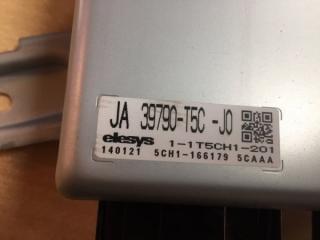 JA 39790-T5C -J0
elesys 1-1T5CH1-201
140121 5CH1-166179 5CAAA